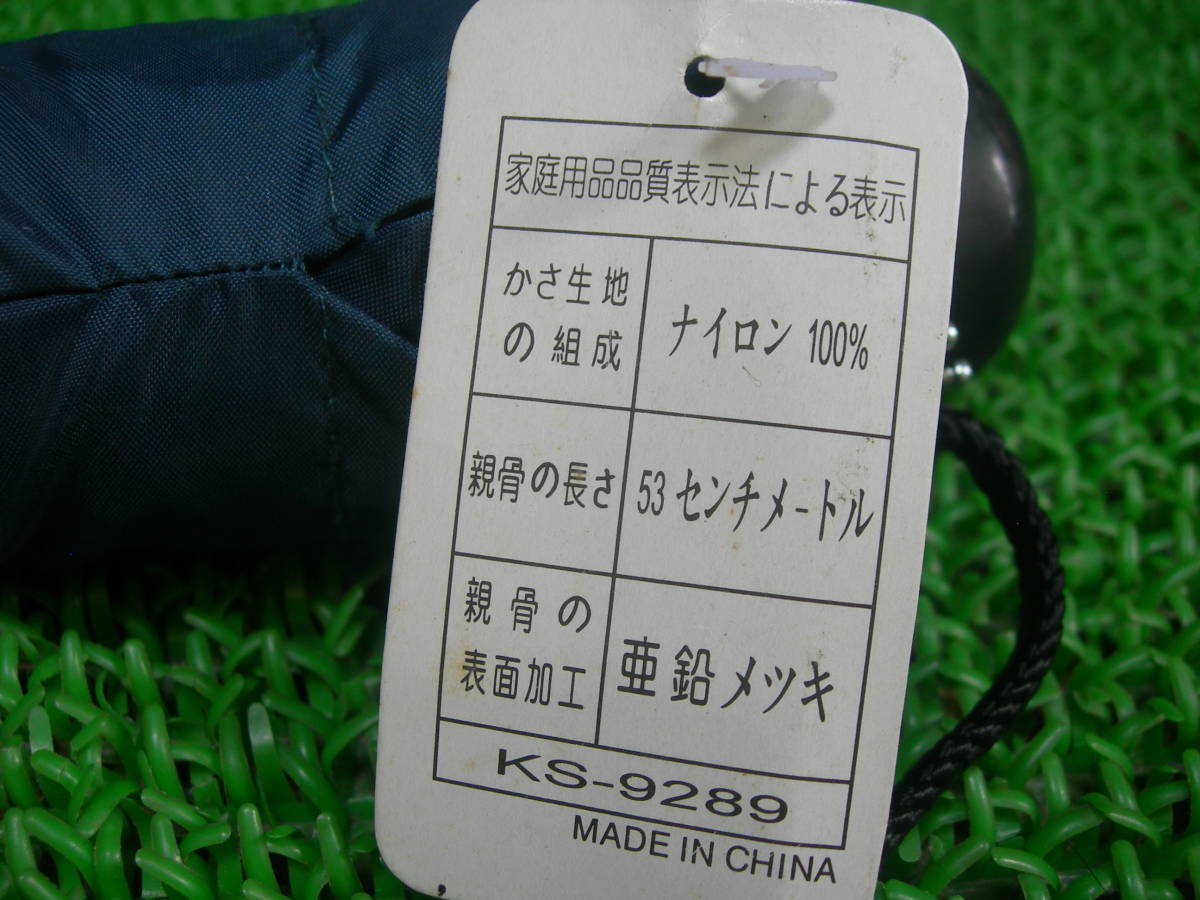 家庭用品品質表示法による表示
かさ生地
の組成
ナイロン 100%
親骨の長さ
53 センチメートル
親骨の
表面加工
亜鉛メツキ
KS-9289
MADE IN CHINA